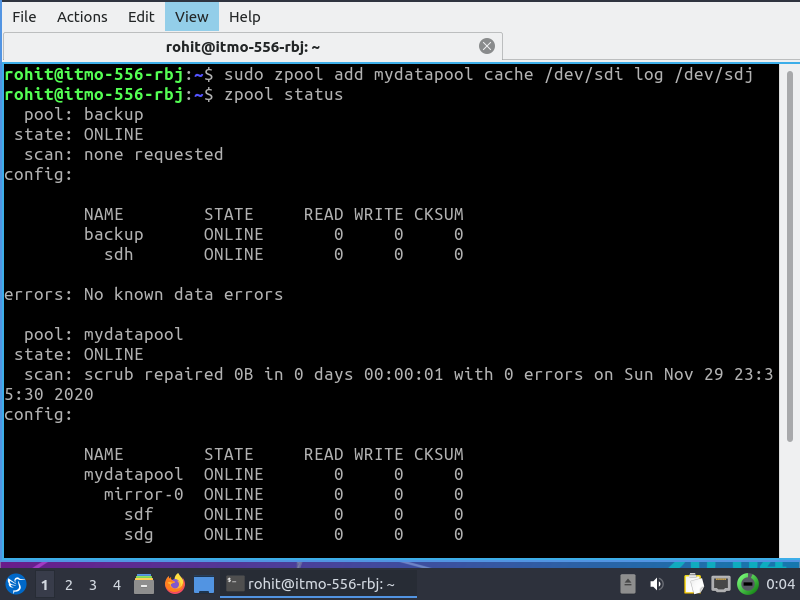 File Actions Edit View Help
rohit@itmo-556-rbj: ~
rohit@itmo-556-rbj:~$ sudo zpool add mydatapool cache /dev/sdi log /dev/sdj
rohit@itmo-556-rbj:~$ zpool status
pool: backup
state: ONLINE
scan: none requested
config:
NAME STATE READ WRITE CKSUM
backup ONLINE 0 0 0
sdh ONLINE 0 0 0
errors: No known data errors
pool: mydatapool
state: ONLINE
scan: scrub repaired 0B in 0 days 00:00:01 with 0 errors on Sun Nov 29 23:3
5:30 2020
config:
NAME STATE READ WRITE CKSUM
mydatapool ONLINE 0 0 0
mirror-0 ONLINE 0 0 0
sdf ONLINE 0 0 0
sdg ONLINE 0 0 0
1 2 3 4 rohit@itmo-556-rbj: ~ 0:04